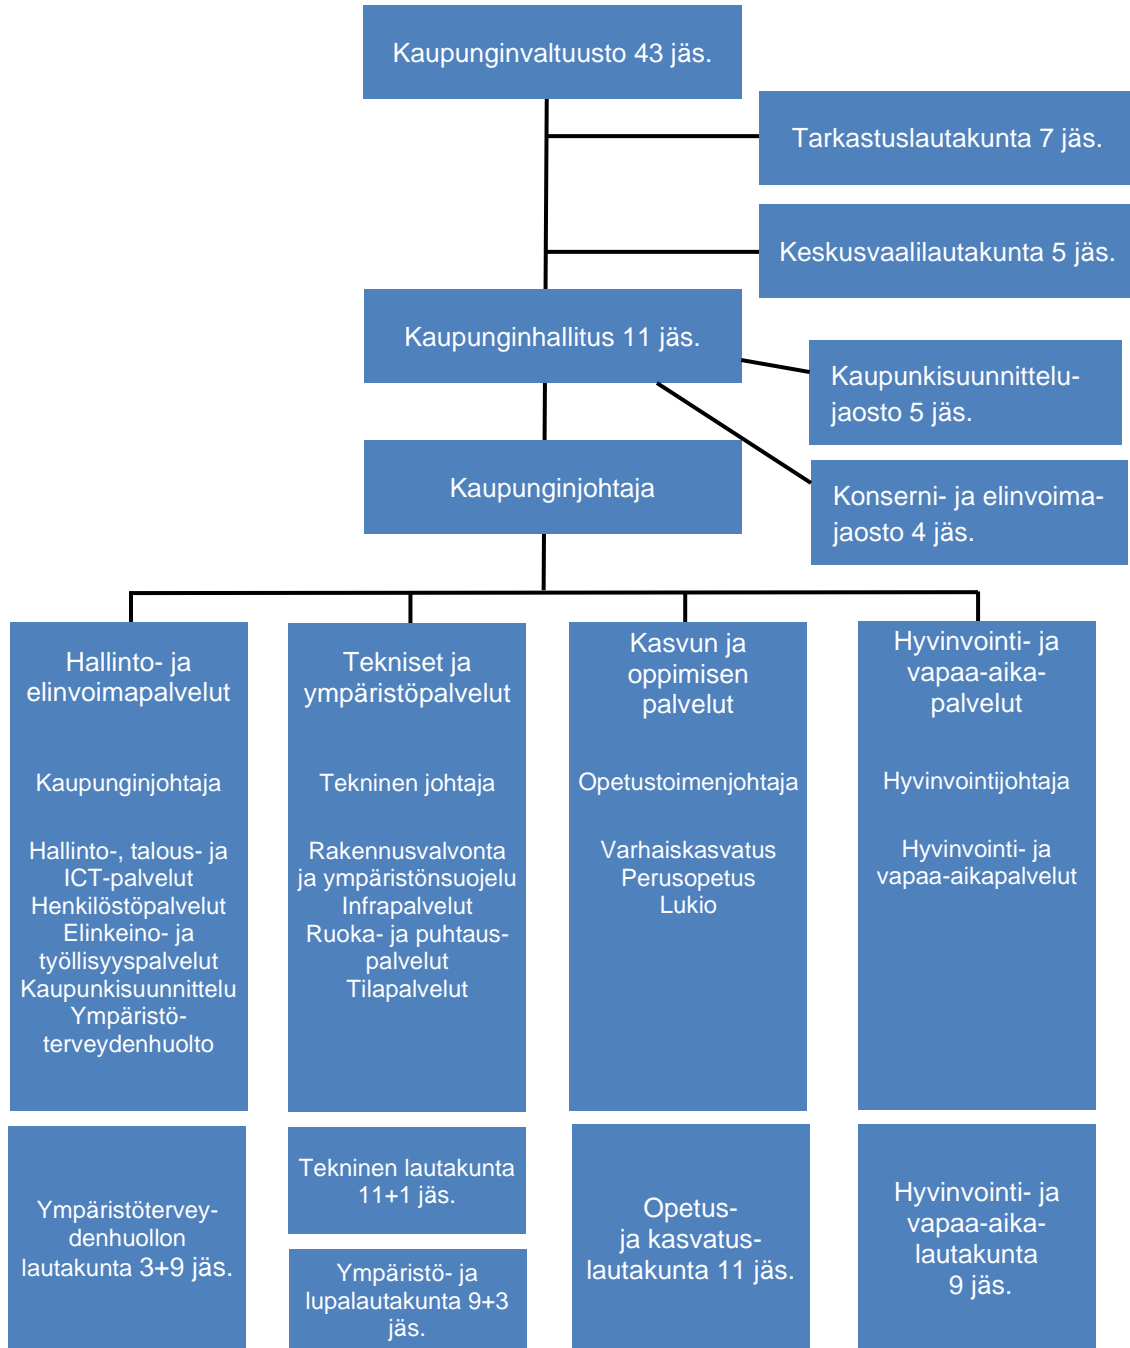 Kaupunginvaltuusto 43 jäs.
Tarkastuslautakunta 7 jäs.
Keskusvaalilautakunta 5 jäs.
Kaupunginhallitus 11 jäs.
Kaupunkisuunnittelu-
jaosto 5 jäs.
Kaupunginjohtaja
Konserni- ja elinvoima-
jaosto 4 jäs.
Hallinto- ja
elinvoimapalvelut
Kaupunginjohtaja
Hallinto-, talous- ja
ICT-palvelut
Henkilöstöpalvelut
Elinkeino- ja
työllisyyspalvelut
Kaupunkisuunnittelu
Ympäristö-
terveydenhuolto
Tekniset ja
ympäristöpalvelut
Tekninen johtaja
Rakennusvalvonta
ja ympäristönsuojelu
Infrapalvelut
Ruoka- ja puhtaus-
palvelut
Tilapalvelut
Kasvun ja
oppimisen
palvelut
Opetustoimenjohtaja
Varhaiskasvatus
Perusopetus
Lukio
Hyvinvointi- ja
vapaa-aika-
palvelut
Hyvinvointijohtaja
Hyvinvointi- ja
vapaa-aikapalvelut
Ympäristötervey-
denhuollon
lautakunta 3+9 jäs.
Tekninen lautakunta
11+1 jäs.
Ympäristö- ja
lupalautakunta 9+3
jäs.
Opetus-
ja kasvatus-
lautakunta 11 jäs.
Hyvinvointi- ja
vapaa-aika-
lautakunta
9 jäs.